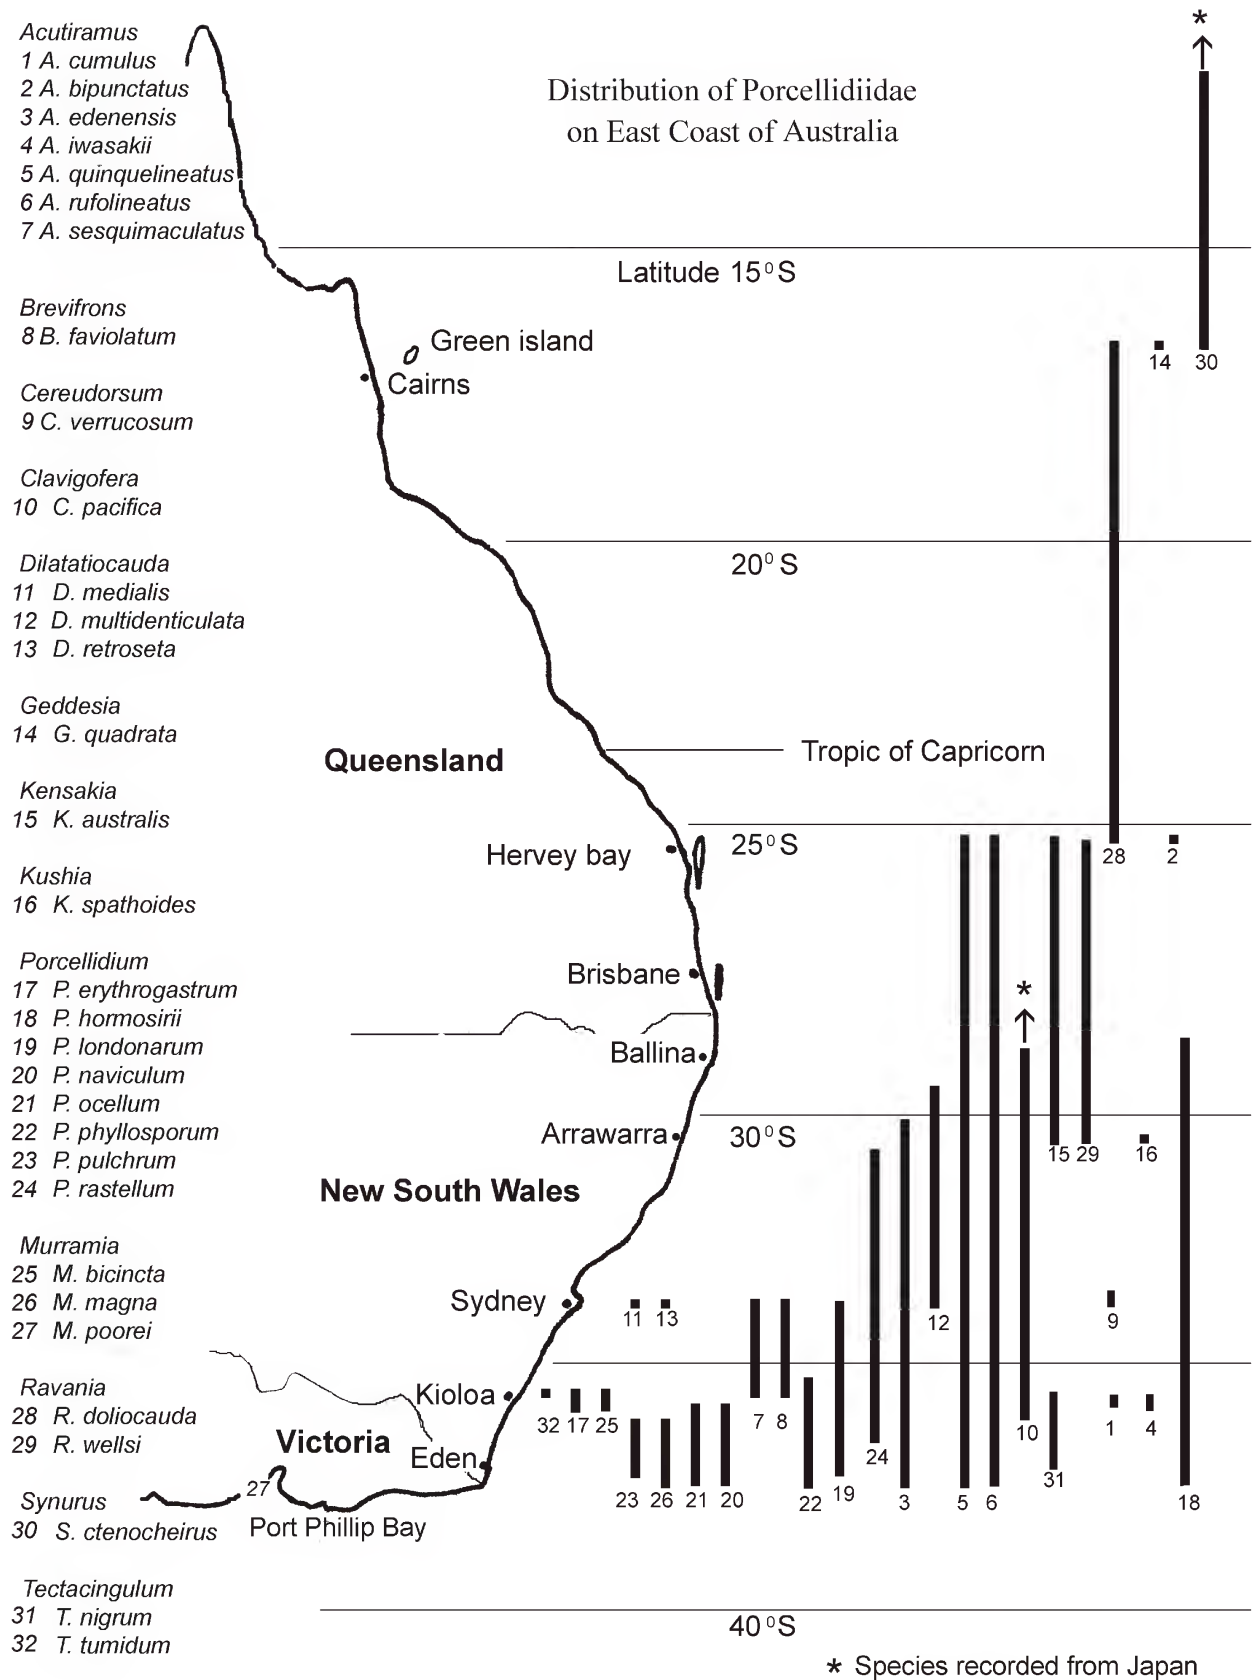 Acutiramus
1 A. cumulus
2 A. bipunctatus
3 A. edenensis
4 A. iwasakii
5 A. quinquelineatus
6 A. rufolineatus
7 A. sesquimaculatus
Brevifrons
8 B. faviolatum
Cereudorsum
9 C. verrucosum
Clavigofera
10 C. pacifica
Dilatatiocauda
11 D. medialis
12 D. multidenticulata
13 D. retroseta
Geddesia
14 G. quadrata
Kensakia
15 K. australis
Kushia
16 K. spathoides
Porcellidium
17 P. erythrogastrum
18 P. hormosirii
19 P. londonarum
20 P. naviculum
21 P. ocellum
22 P. phyllosporum
23 P. pulchrum
24 P. rastellum
Murramia
25 M. bicincta
26 M. magna
27 M. poorei
Ravania
28 R. doliocauda
29 R. wellsi
Synurus
30 S. ctenocheirus
Tectacingulum
31 T. nigrum
32 T. tumidum
Distribution of Porcellidiidae
on East Coast of Australia
*
Latitude 15⁰S
Green island
Cairns
14 30
20⁰S
Queensland
Tropic of Capricorn
25⁰S
Hervey bay
28 2
Brisbane
*
Ballina
30⁰S
Arrawarra
15 29 16
New South Wales
Sydney
11 13 12 9
Kioloa
32 17 25 7 8 10 1 4
Victoria
Eden
24 31
27
23 26 21 20 22 19 3 5 6 18
Port Phillip Bay
40⁰S
* Species recorded from Japan